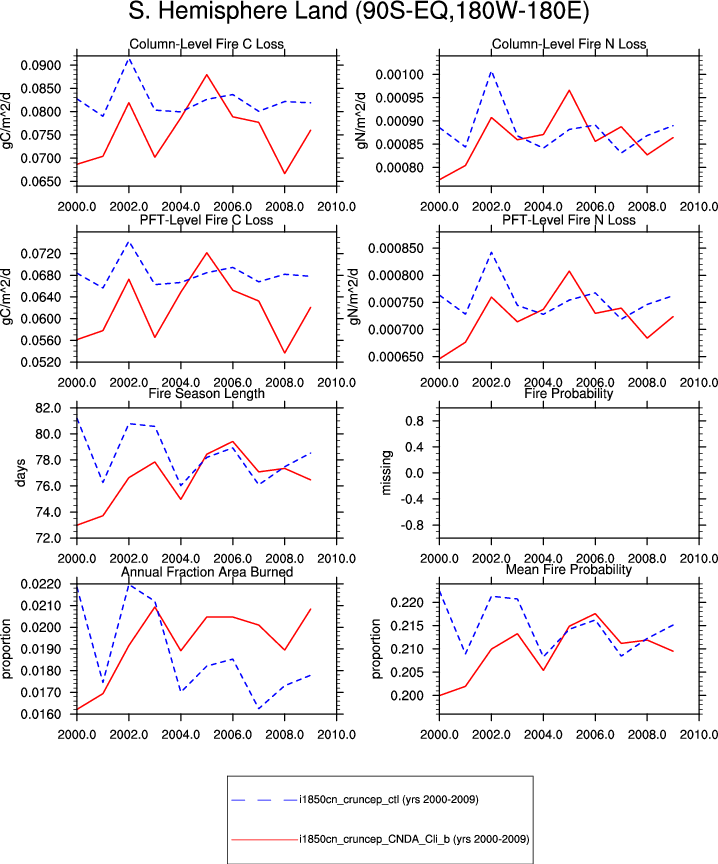 S. Hemisphere Land (90S-EQ,180W-180E)
Column-Level Fire C Loss
gC/m^2/d
0.0900
0.0850
0.0800
0.0750
0.0700
0.0650
2000.0 2002.0 2004.0 2006.0 2008.0 2010.0
Column-Level Fire N Loss
gN/m^2/d
0.00100
0.00095
0.00090
0.00085
0.00080
2000.0 2002.0 2004.0 2006.0 2008.0 2010.0
PFT-Level Fire C Loss
gC/m^2/d
0.0720
0.0680
0.0640
0.0600
0.0560
0.0520
2000.0 2002.0 2004.0 2006.0 2008.0 2010.0
PFT-Level Fire N Loss
gN/m^2/d
0.000850
0.000800
0.000750
0.000700
0.000650
2000.0 2002.0 2004.0 2006.0 2008.0 2010.0
Fire Season Length
days
82.0
80.0
78.0
76.0
74.0
72.0
2000.0 2002.0 2004.0 2006.0 2008.0 2010.0
Fire Probability
missing
0.8
0.4
0.0
-0.4
-0.8
2000.0 2002.0 2004.0 2006.0 2008.0 2010.0
Annual Fraction Area Burned
proportion
0.0220
0.0210
0.0200
0.0190
0.0180
0.0170
0.0160
2000.0 2002.0 2004.0 2006.0 2008.0 2010.0
Mean Fire Probability
proportion
0.220
0.215
0.210
0.205
0.200
2000.0 2002.0 2004.0 2006.0 2008.0 2010.0
i1850cn_cruncep_ctl (yrs 2000-2009)
i1850cn_cruncep_CNDA_Cli_b (yrs 2000-2009)